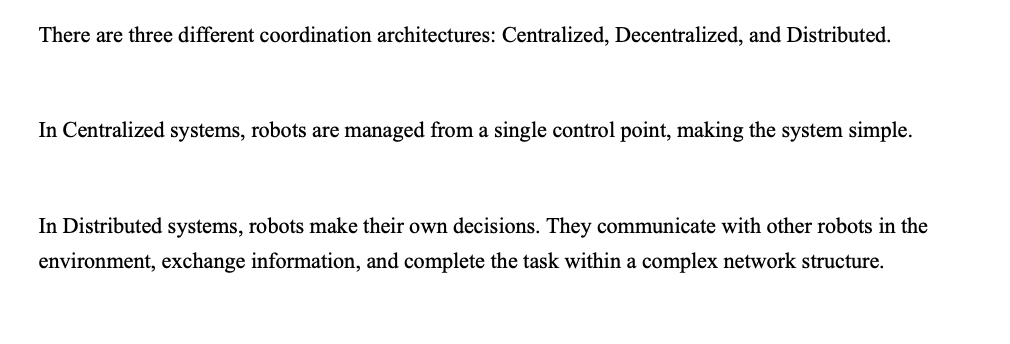 There are three different coordination architectures: Centralized, Decentralized, and Distributed.
In Centralized systems, robots are managed from a single control point, making the system simple.
In Distributed systems, robots make their own decisions. They communicate with other robots in the
environment, exchange information, and complete the task within a complex network structure.